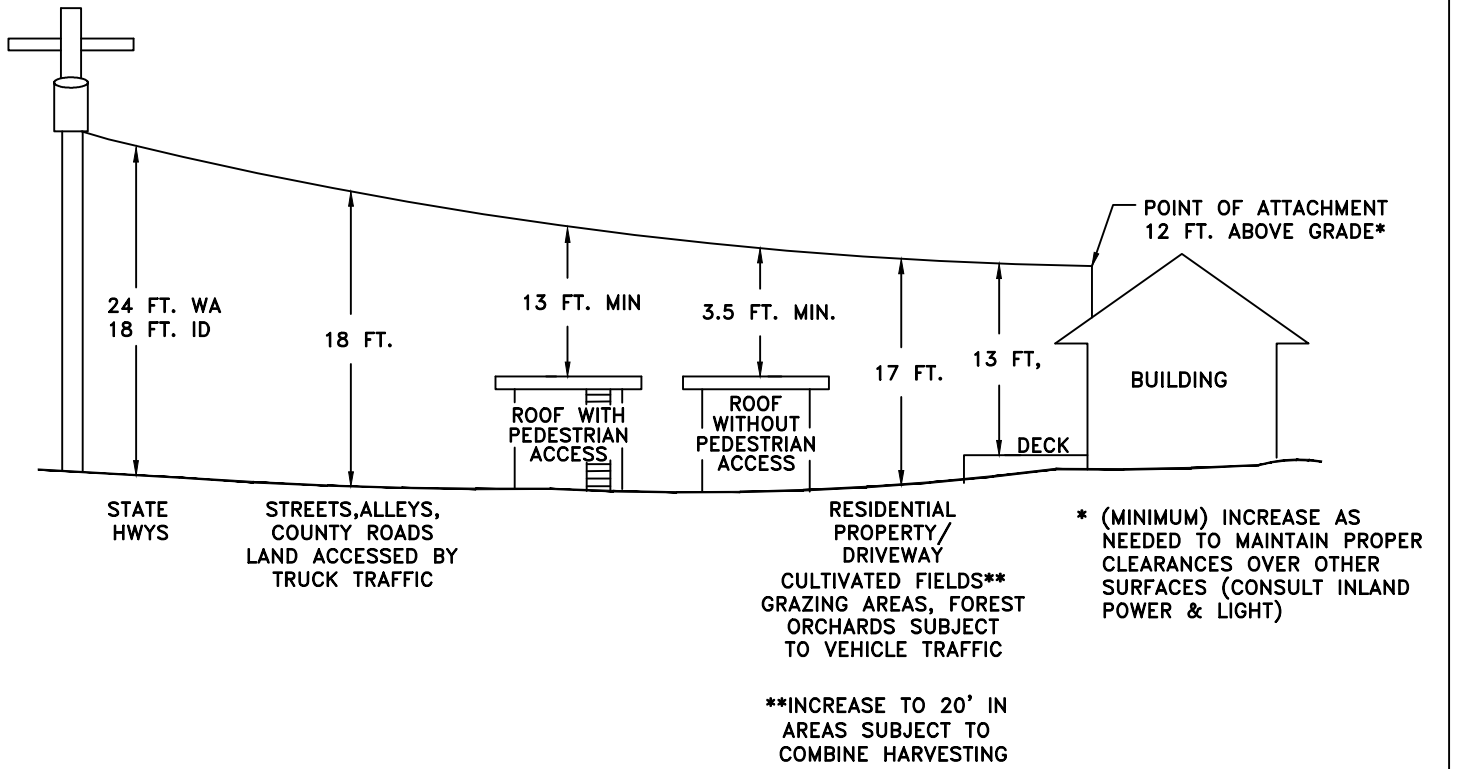 POINT OF ATTACHMENT
12 FT. ABOVE GRADE*
24 FT. WA
18 FT. ID
18 FT.
13 FT. MIN
3.5 FT. MIN.
17 FT.
13 FT,
BUILDING
ROOF WITH
PEDESTRIAN
ACCESS
ROOF
WITHOUT
PEDESTRIAN
ACCESS
DECK
STATE
HWYS
STREETS,ALLEYS,
COUNTY ROADS
LAND ACCESSED BY
TRUCK TRAFFIC
RESIDENTIAL
PROPERTY/
DRIVEWAY
CULTIVATED FIELDS**
GRAZING AREAS, FOREST
ORCHARDS SUBJECT
TO VEHICLE TRAFFIC
**INCREASE TO 20' IN
AREAS SUBJECT TO
COMBINE HARVESTING
* (MINIMUM) INCREASE AS
NEEDED TO MAINTAIN PROPER
CLEARANCES OVER OTHER
SURFACES (CONSULT INLAND
POWER & LIGHT)